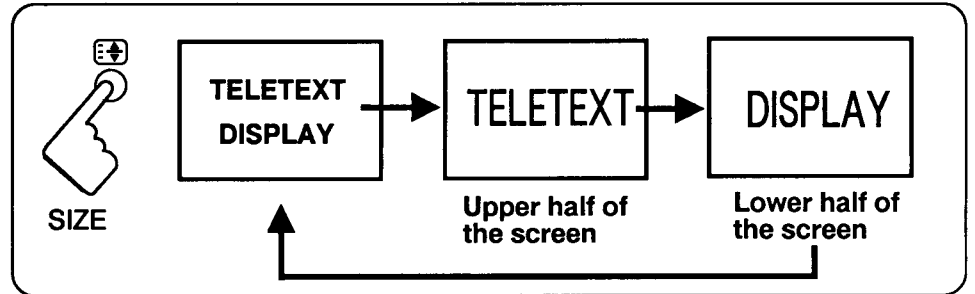 SIZE
TELETEXT
DISPLAY
TELETEXT
Upper half of
the screen
DISPLAY
Lower half of
the screen